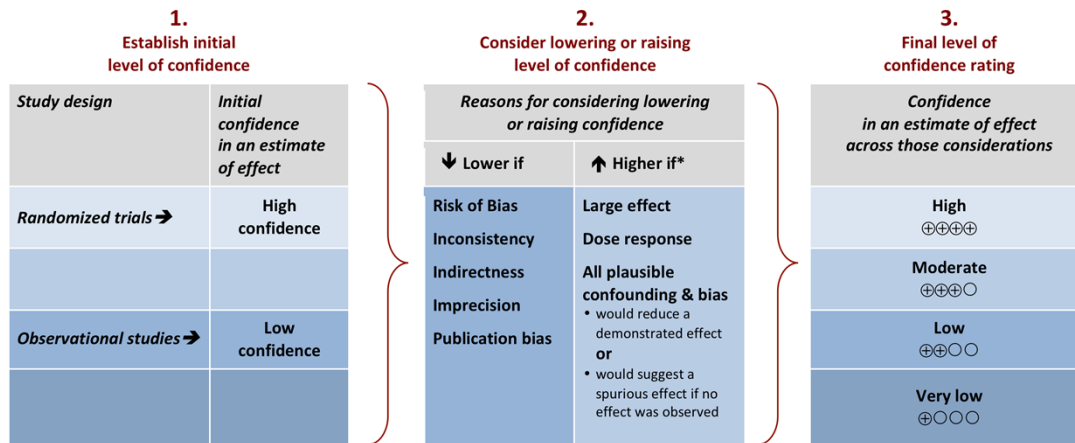 1.
Establish initial
level of confidence
Study design
Initial
confidence
in an estimate
of effect
Randomized trials➔
High
confidence
Observational studies➔
Low
confidence
2.
Consider lowering or raising
level of confidence
Reasons for considering lowering
or raising confidence
🡻 Lower if
🡹 Higher if*
Risk of Bias
Inconsistency
Indirectness
Imprecision
Publication bias
Large effect
Dose response
All plausible
confounding & bias
• would reduce a
demonstrated effect
or
• would suggest a
spurious effect if no
effect was observed
3.
Final level of
confidence rating
Confidence
in an estimate of effect
across those considerations
High
⊕⊕⊕⊕
Moderate
⊕⊕⊕○
Low
⊕⊕○○
Very low
⊕○○○